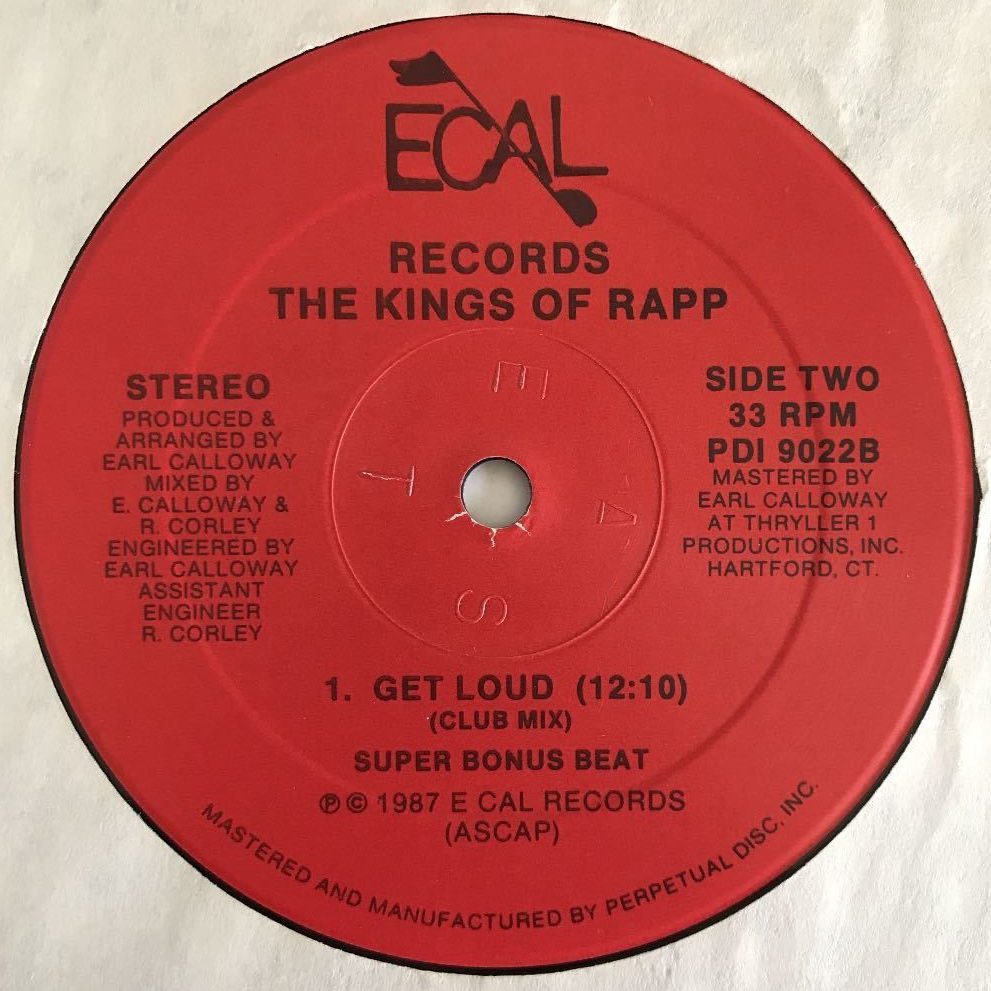 ECAL
RECORDS
THE KINGS OF RAPP
STEREO
PRODUCED &
ARRANGED BY
EARL CALLOWAY
MIXED BY
E. CALLOWAY &
R. CORLEY
ENGINEERED BY
EARL CALLOWAY
ASSISTANT
ENGINEER
R. CORLEY
SIDE TWO
33 RPM
PDI 9022B
MASTERED BY
EARL CALLOWAY
AT THRYLLER 1
PRODUCTIONS, INC.
HARTFORD, CT.
E A S T
1. GET LOUD (12:10)
(CLUB MIX)
SUPER BONUS BEAT
℗ © 1987 E CAL RECORDS
(ASCAP)
MASTERED AND MANUFACTURED BY PERPETUAL DISC, INC.